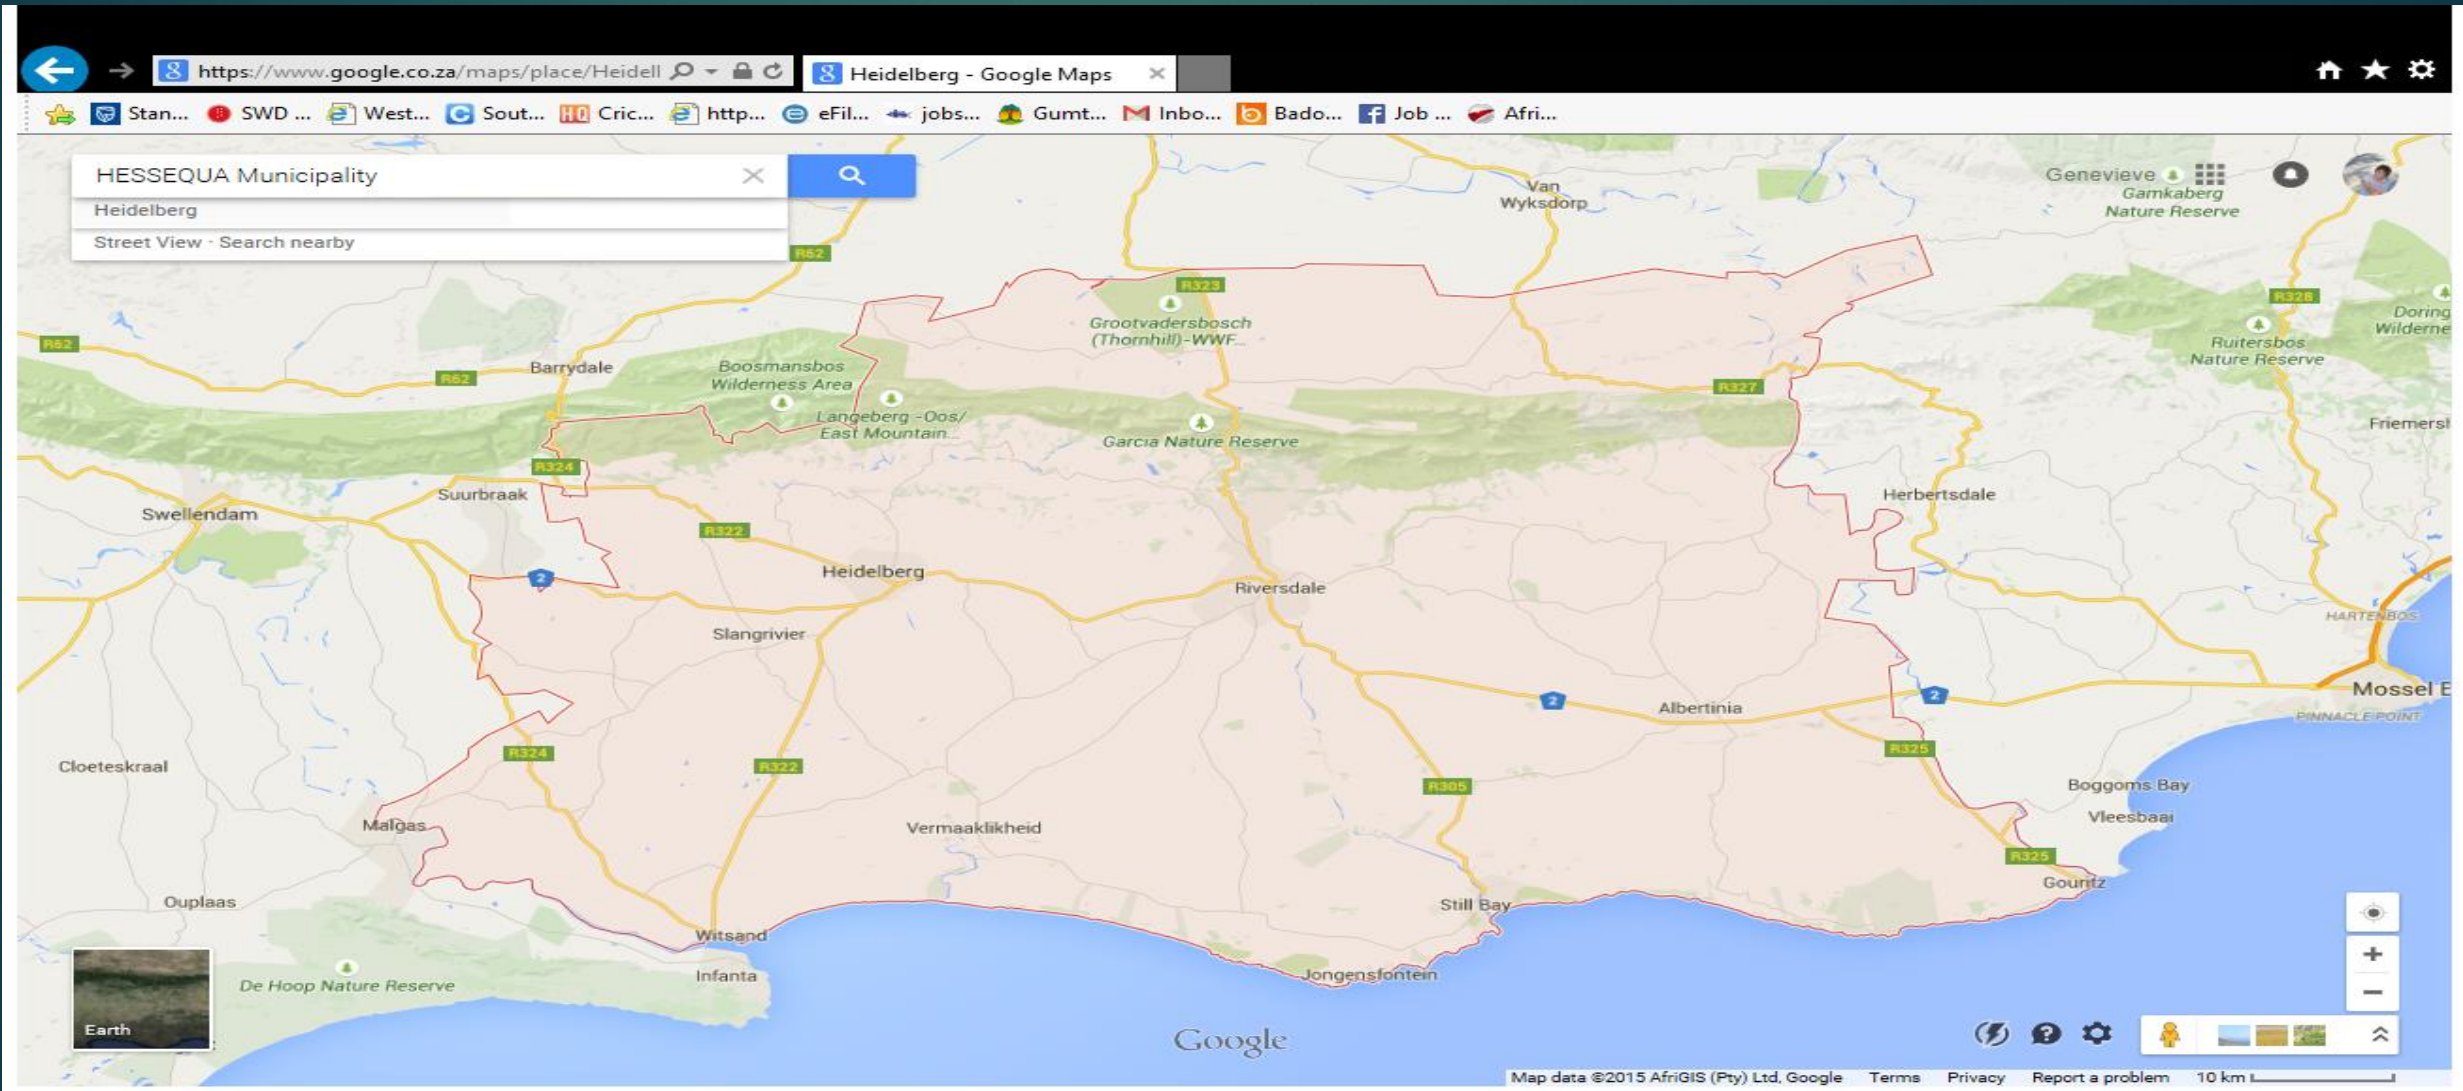 https://www.google.co.za/maps/place/Heidell
Heidelberg - Google Maps
Stan... SWD ... West... Sout... Cric... http... eFil... jobs... Gumt... Inbo... Bado... Job ... Afri...
HESSEQUA Municipality
Heidelberg
Street View · Search nearby
Genevieve
Gamkaberg
Nature Reserve
Van
Wyksdorp
R62
R323
R328
Grootvadersbosch
(Thornhill)-WWF...
Doring
Wilderne
Ruitersbos
Nature Reserve
R62
Barrydale
R62
Boosmansbos
Wilderness Area
R327
Langeberg -Oos/
East Mountain...
Garcia Nature Reserve
Friemersl
R324
Suurbraak
Herbertsdale
Swellendam
R322
2
Heidelberg
Riversdale
HARTENBOS
Slangrivier
Mossel E
2
Albertinia
2
PINNACLE POINT
R324
R322
R325
Cloeteskraal
R305
Boggoms Bay
Vleesbaai
Malgas
Vermaaklikheid
R325
Gouritz
Ouplaas
Still Bay
Witsand
Infanta
Jongensfontein
De Hoop Nature Reserve
Earth
Google
Map data ©2015 AfriGIS (Pty) Ltd, Google Terms Privacy Report a problem 10 km